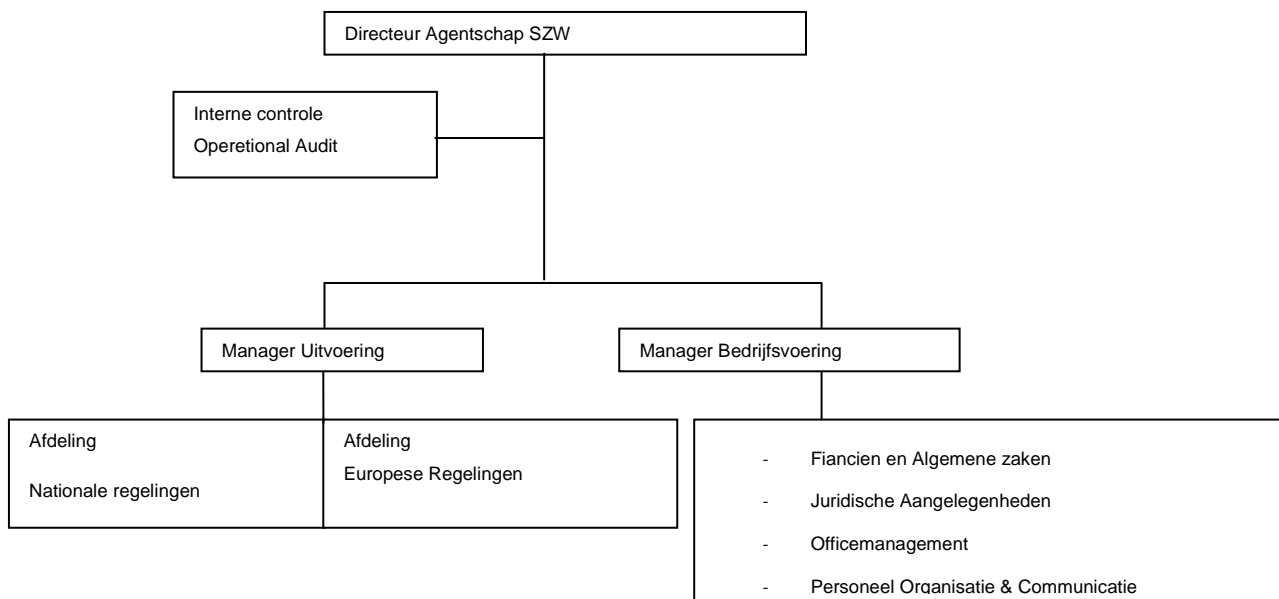 Directeur Agentschap SZW
Interne controle
Operetional Audit
Manager Uitvoering
Manager Bedrijfsvoering
Afdeling
Nationale regelingen
Afdeling
Europese Regelingen
- Fiancien en Algemene zaken
- Juridische Aangelegenheden
- Officemanagement
- Personeel Organisatie & Communicatie